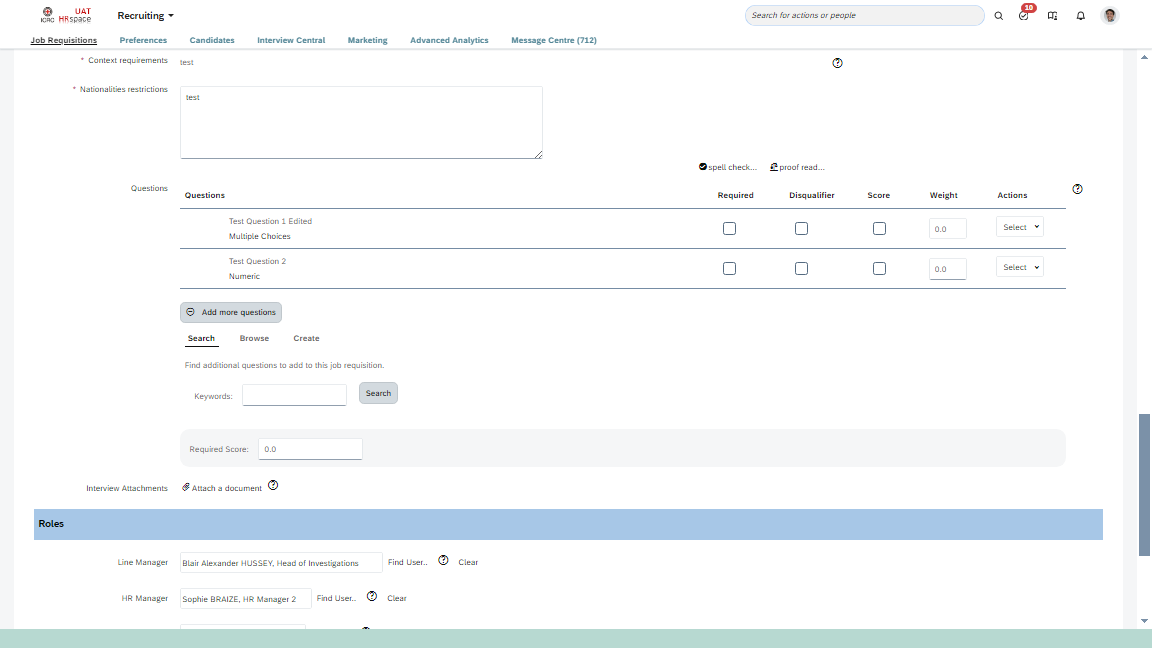 ICRC
UAT
HRspace
Recruiting
Search for actions or people
10
Job Requisitions
Preferences
Candidates
Interview Central
Marketing
Advanced Analytics
Message Centre (712)
* Context requirements
test
* Nationalities restrictions
test
spell check...
proof read...
Questions
Questions
Required
Disqualifier
Score
Weight
Actions
Test Question 1 Edited
Multiple Choices
0.0
Select
Test Question 2
Numeric
0.0
Select
Add more questions
Search
Browse
Create
Find additional questions to add to this job requisition.
Keywords:
Search
Required Score:
0.0
Interview Attachments
Attach a document
Roles
Line Manager
Blair Alexander HUSSEY, Head of Investigations
Find User..
Clear
HR Manager
Sophie BRAIZE, HR Manager 2
Find User..
Clear